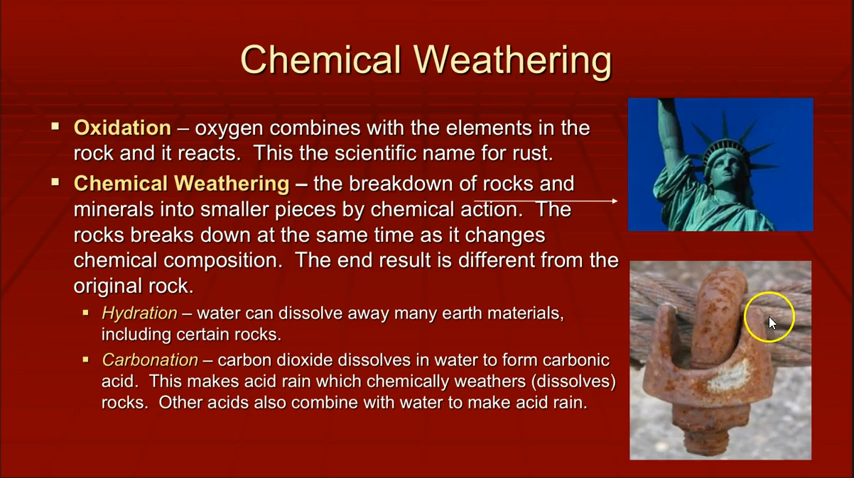 Chemical Weathering
Oxidation – oxygen combines with the elements in the
rock and it reacts. This the scientific name for rust.
Chemical Weathering – the breakdown of rocks and
minerals into smaller pieces by chemical action. The
rocks breaks down at the same time as it changes
chemical composition. The end result is different from the
original rock.
Hydration – water can dissolve away many earth materials,
including certain rocks.
Carbonation – carbon dioxide dissolves in water to form carbonic
acid. This makes acid rain which chemically weathers (dissolves)
rocks. Other acids also combine with water to make acid rain.